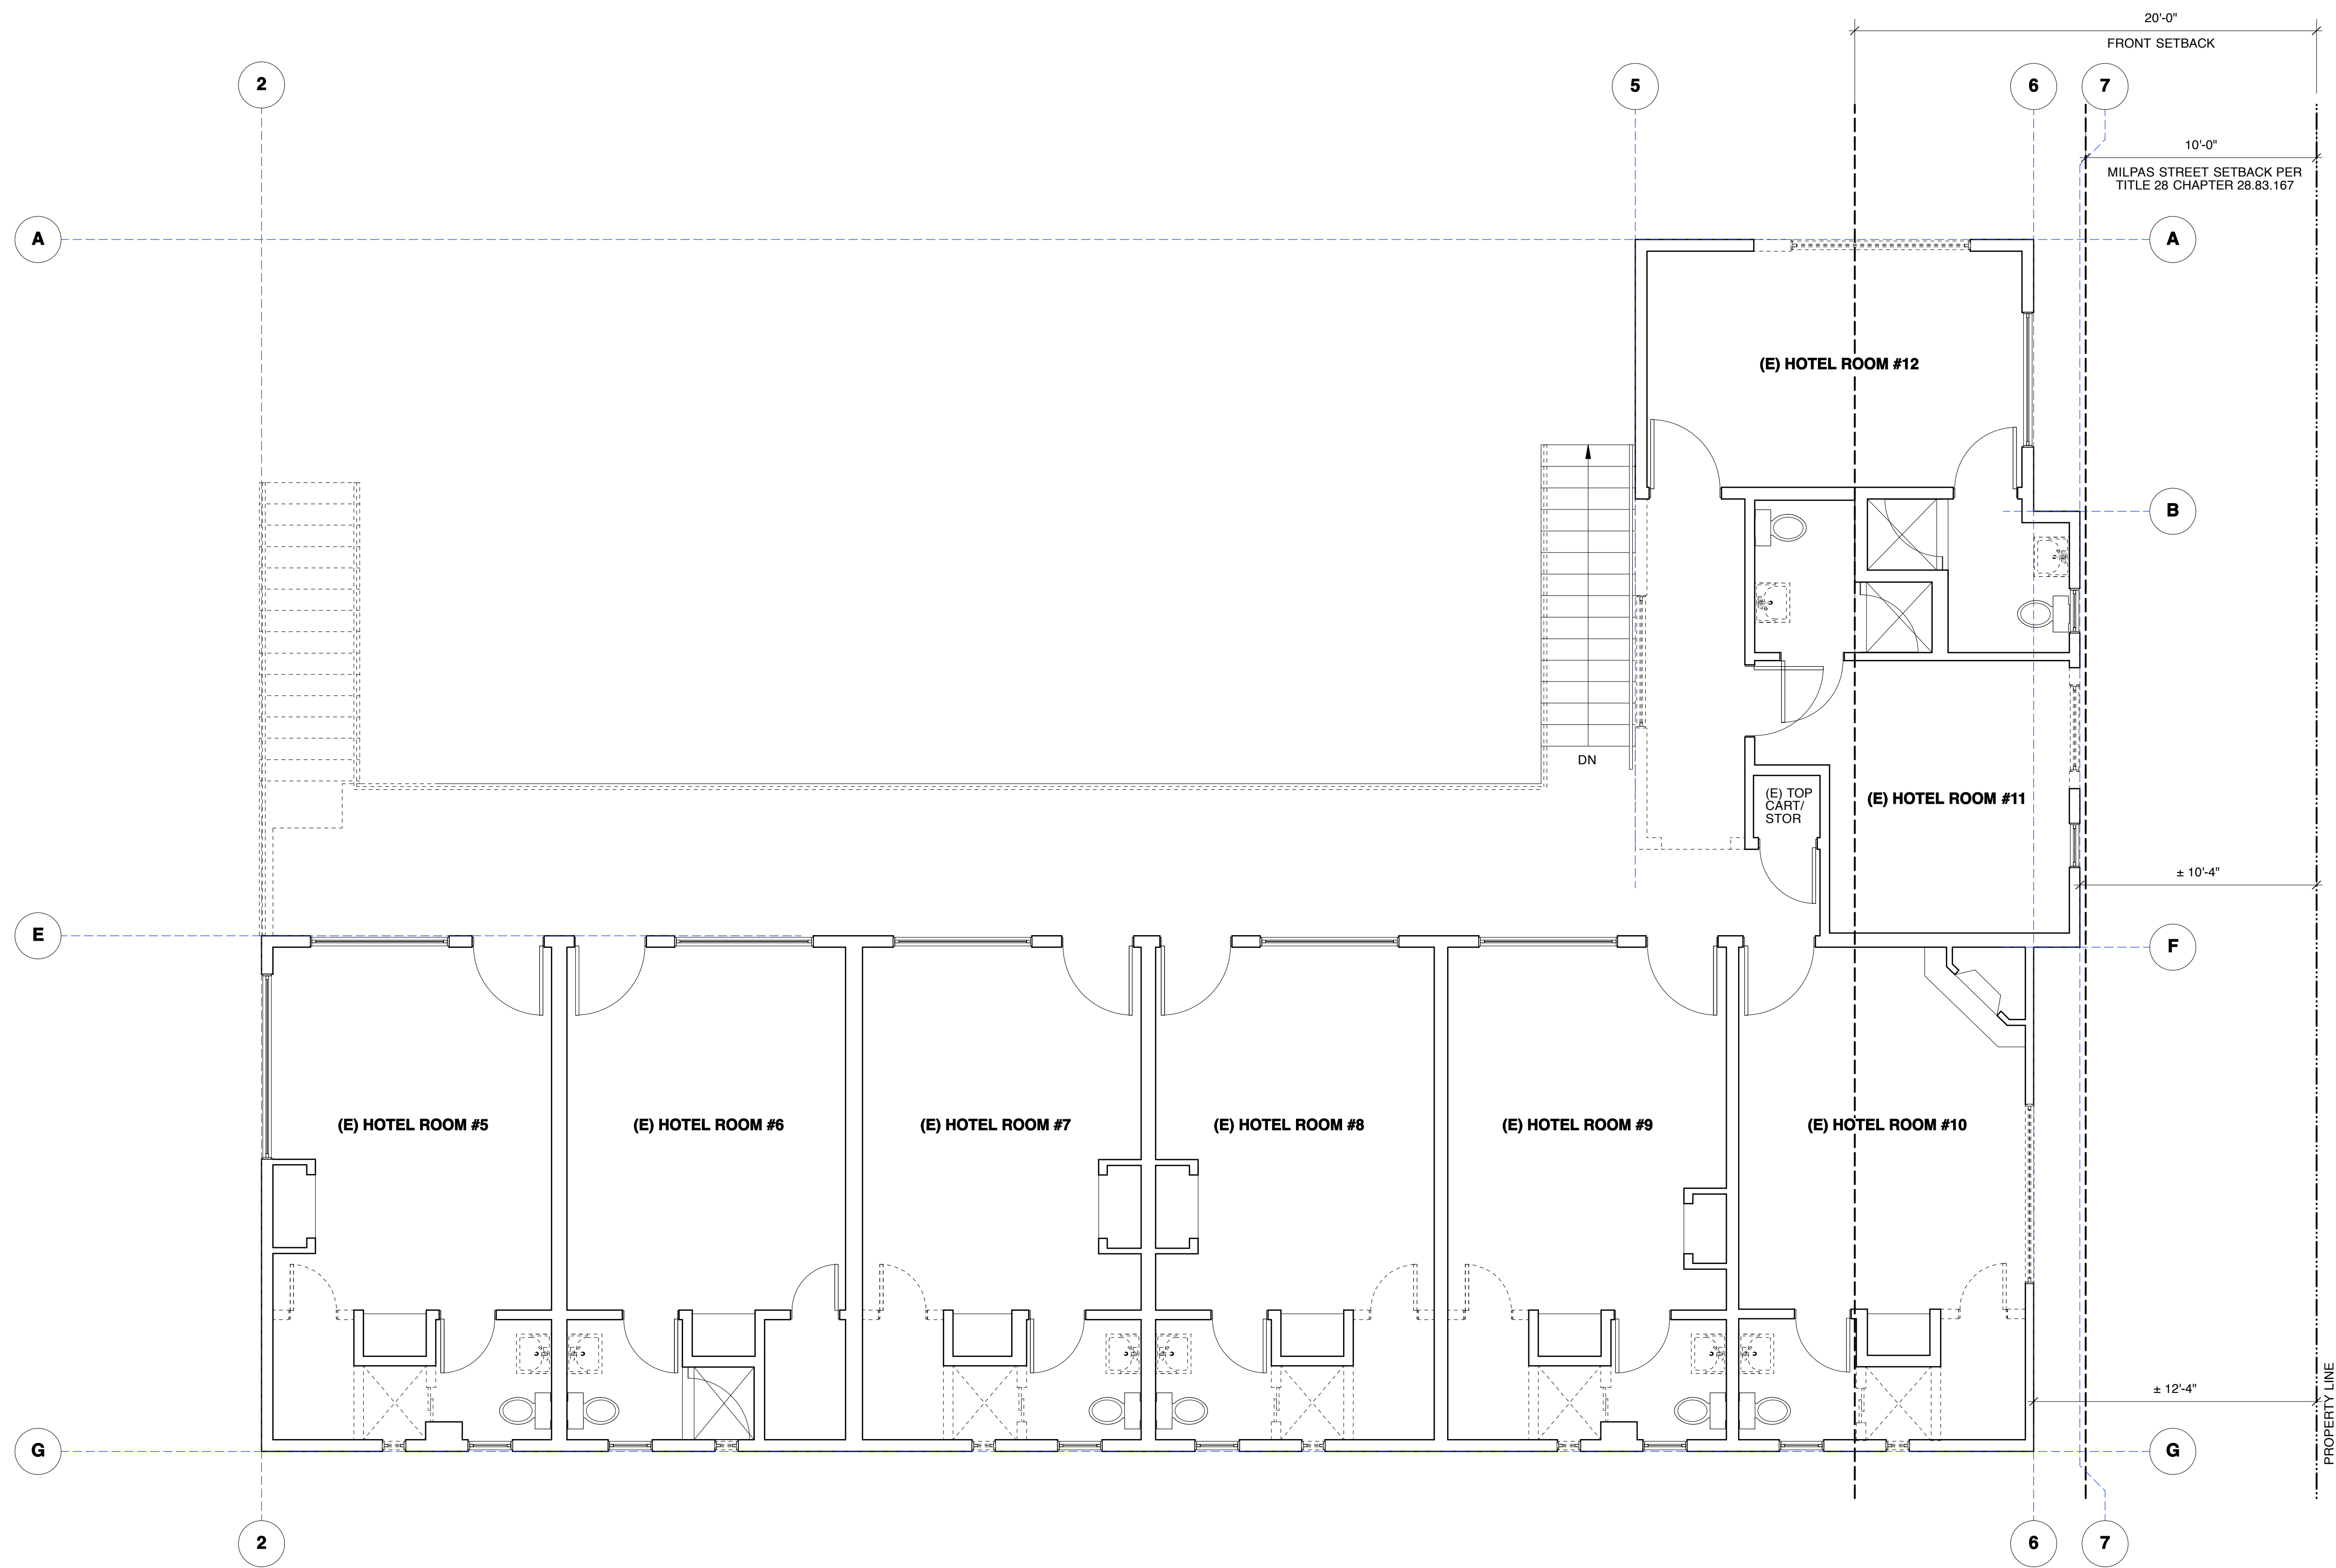 20'-0"
FRONT SETBACK
2
5
6
7
10'-0"
MILPAS STREET SETBACK PER
TITLE 28 CHAPTER 28.83.167
A
A
(E) HOTEL ROOM #12
B
DN
(E) TOP
CART/
STOR
(E) HOTEL ROOM #11
± 10'-4"
E
F
(E) HOTEL ROOM #5
(E) HOTEL ROOM #6
(E) HOTEL ROOM #7
(E) HOTEL ROOM #8
(E) HOTEL ROOM #9
(E) HOTEL ROOM #10
± 12'-4"
PROPERTY LINE
G
G
2
6
7